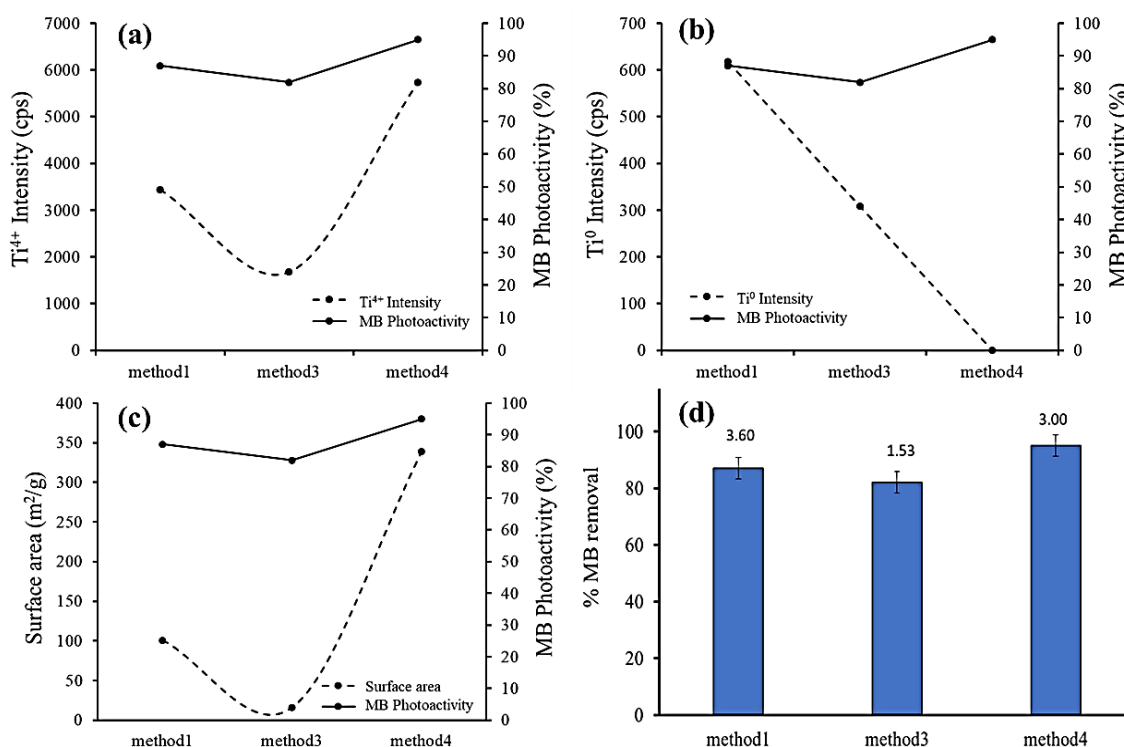 (a)
7000
6000
5000
4000
3000
2000
1000
0
Ti⁴⁺ Intensity (cps)
100
90
80
70
60
50
40
30
20
10
0
MB Photoactivity (%)
Ti⁴⁺ Intensity
MB Photoactivity
method1 method3 method4
(b)
700
600
500
400
300
200
100
0
Ti⁰ Intensity (cps)
100
90
80
70
60
50
40
30
20
10
0
MB Photoactivity (%)
Ti⁰ Intensity
MB Photoactivity
method1 method3 method4
(c)
400
350
300
250
200
150
100
50
0
Surface area (m²/g)
100
90
80
70
60
50
40
30
20
10
0
MB Photoactivity (%)
Surface area
MB Photoactivity
method1 method3 method4
(d)
100
80
60
40
20
0
% MB removal
3.60 1.53 3.00
method1 method3 method4